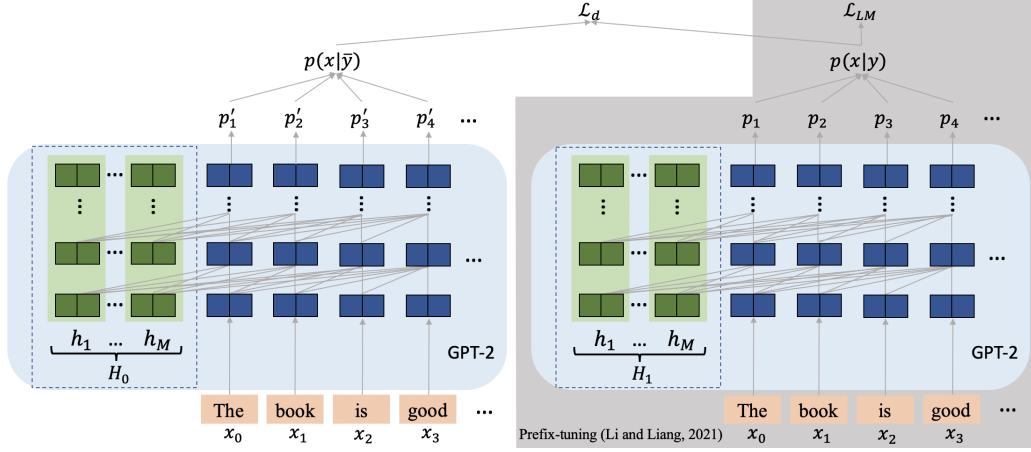 ℒ_d ℒ_LM
p(x|ȳ) p(x|y)
p′_1 p′_2 p′_3 p′_4 ... p_1 p_2 p_3 p_4 ...
... ...
... ... ... ... ... ... ... ... ... ... ... ...
... ... ... ...
... ...
h_1 ... h_M h_1 ... h_M
GPT-2 GPT-2
H_0 H_1
The book is good ... The book is good ...
x_0 x_1 x_2 x_3 Prefix-tuning (Li and Liang, 2021) x_0 x_1 x_2 x_3